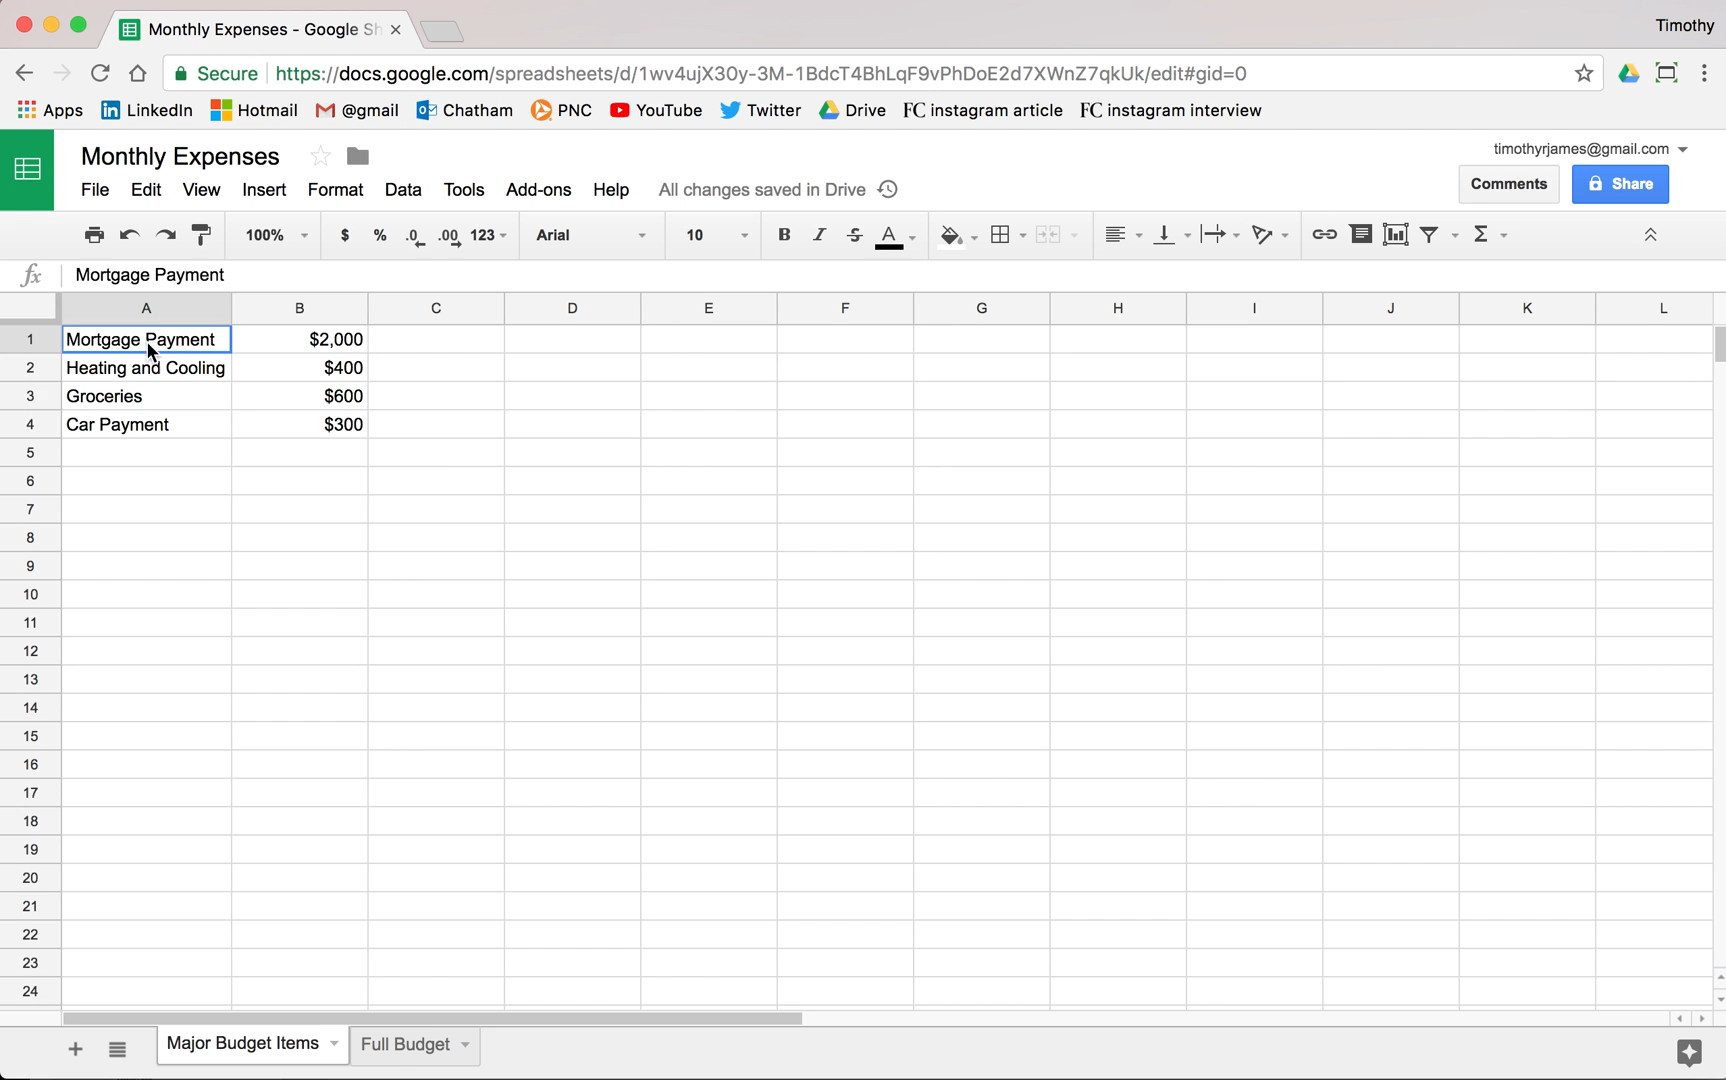 Monthly Expenses - Google Sh
Timothy
Secure https://docs.google.com/spreadsheets/d/1wv4ujX30y-3M-1BdcT4BhLqF9vPhDoE2d7XWnZ7qkUk/edit#gid=0
Apps LinkedIn Hotmail @gmail Chatham PNC YouTube Twitter Drive FC instagram article FC instagram interview
Monthly Expenses
timothyrjames@gmail.com
File Edit View Insert Format Data Tools Add-ons Help All changes saved in Drive
Comments Share
100% $ % .0 .00 123 Arial 10 B I S A Σ
fx Mortgage Payment
A B C D E F G H I J K L
1 Mortgage Payment $2,000
2 Heating and Cooling $400
3 Groceries $600
4 Car Payment $300
5
6
7
8
9
10
11
12
13
14
15
16
17
18
19
20
21
22
23
24
Major Budget Items Full Budget